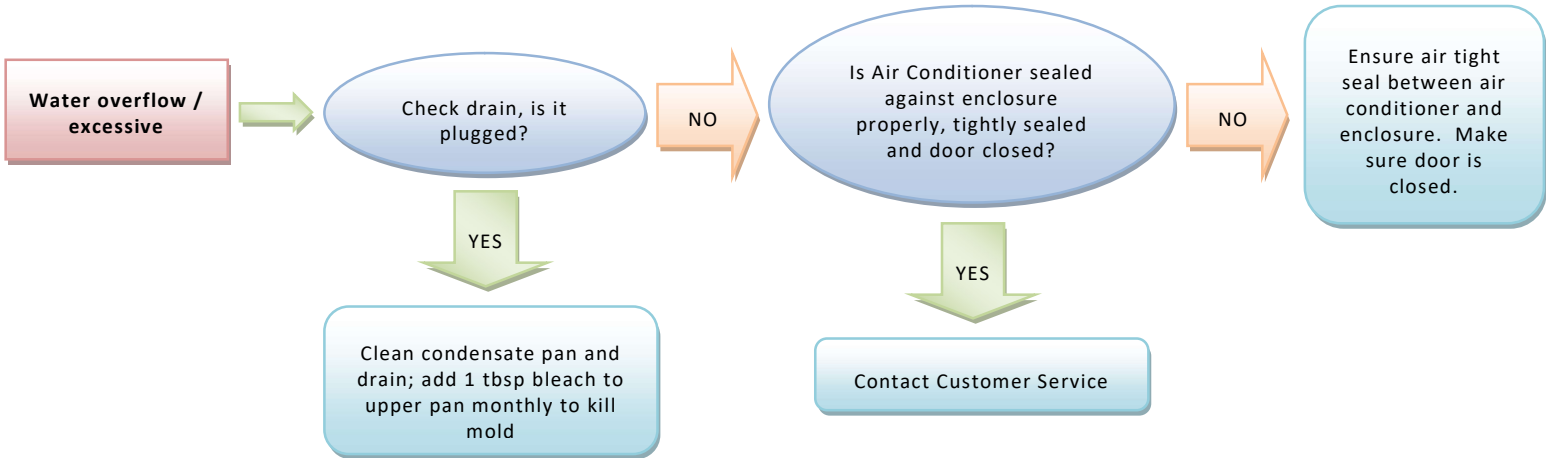 Water overflow /
excessive
Check drain, is it
plugged?
NO
Is Air Conditioner sealed
against enclosure
properly, tightly sealed
and door closed?
NO
Ensure air tight
seal between air
conditioner and
enclosure.  Make
sure door is
closed.
YES
Clean condensate pan and
drain; add 1 tbsp bleach to
upper pan monthly to kill
mold
YES
Contact Customer Service